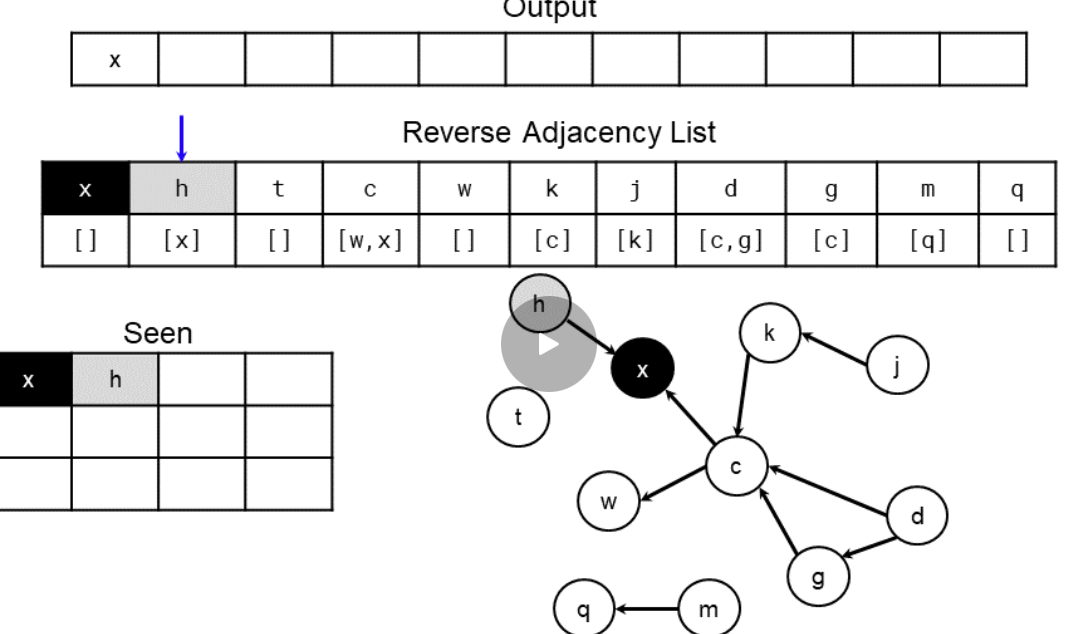 Output
x
Reverse Adjacency List
x h t c w k j d g m q
[] [x] [] [w,x] [] [c] [k] [c,g] [c] [q] []
Seen
x h
h
k
x
j
t
c
w
d
g
q
m